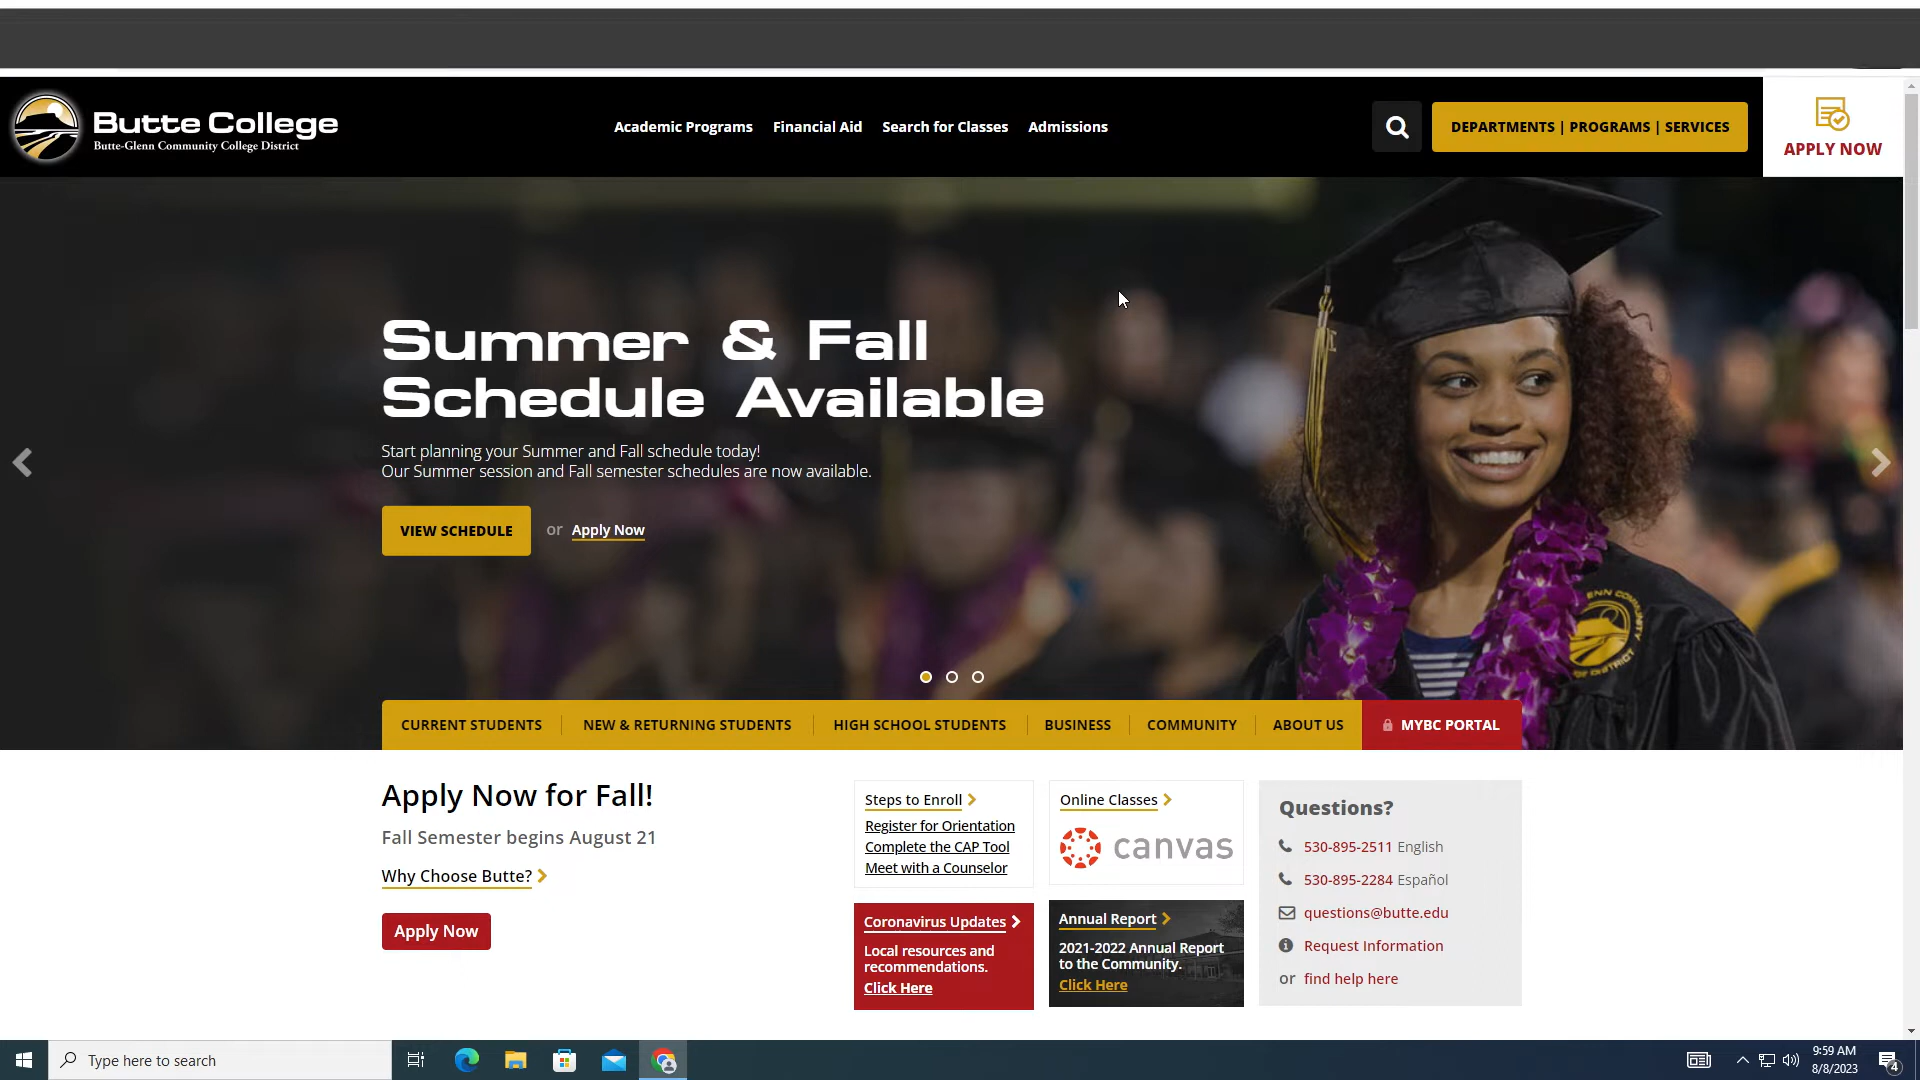 Butte College
Butte-Glenn Community College District
Academic Programs
Financial Aid
Search for Classes
Admissions
DEPARTMENTS | PROGRAMS | SERVICES
APPLY NOW
Summer & Fall
Schedule Available
Start planning your Summer and Fall schedule today!
Our Summer session and Fall semester schedules are now available.
VIEW SCHEDULE
or Apply Now
CURRENT STUDENTS
NEW & RETURNING STUDENTS
HIGH SCHOOL STUDENTS
BUSINESS
COMMUNITY
ABOUT US
MYBC PORTAL
Apply Now for Fall!
Fall Semester begins August 21
Why Choose Butte?
Apply Now
Steps to Enroll
Register for Orientation
Complete the CAP Tool
Meet with a Counselor
Coronavirus Updates
Local resources and
recommendations.
Click Here
Online Classes
canvas
Annual Report
2021-2022 Annual Report
to the Community.
Click Here
Questions?
530-895-2511 English
530-895-2284 Español
questions@butte.edu
Request Information
or find help here
Type here to search
9:59 AM
8/8/2023
4